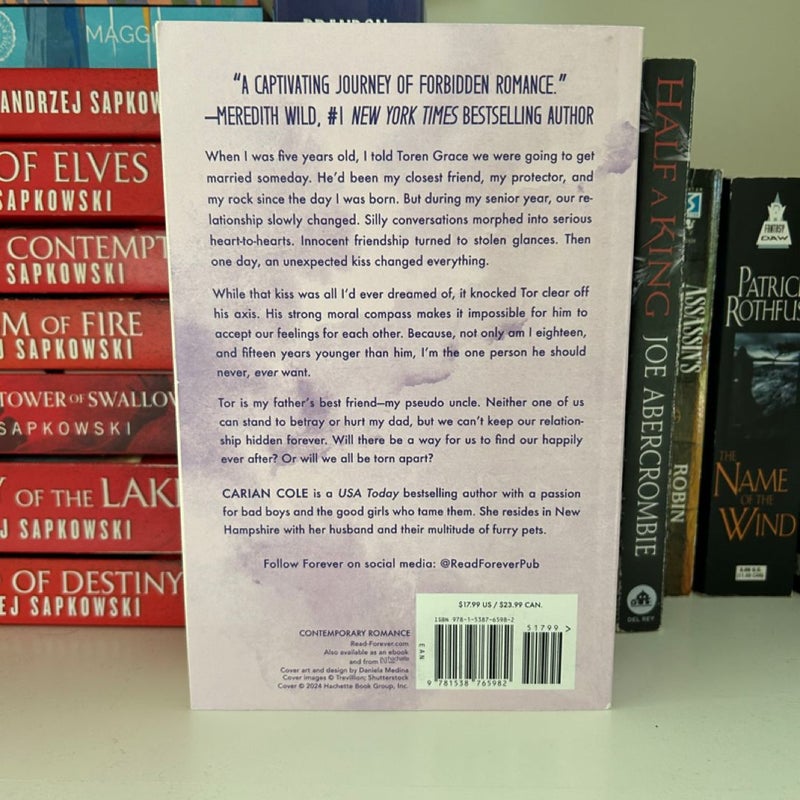 MAGG
BRANDON
ANDRZEJ SAPKOW
OF ELVES
SAPKOWSKI
CONTEMPT
SAPKOWSKI
M OF FIRE
J SAPKOWSKI
TOWER OF SWALLOW
SAPKOWSKI
Y OF THE LAKE
J SAPKOWSKI
OF DESTINY
EJ SAPKOWSKI
“A CAPTIVATING JOURNEY OF FORBIDDEN ROMANCE.”
—MEREDITH WILD, #1 NEW YORK TIMES BESTSELLING AUTHOR
When I was five years old, I told Toren Grace we were going to get
married someday. He’d been my closest friend, my protector, and
my rock since the day I was born. But during my senior year, our re-
lationship slowly changed. Silly conversations morphed into serious
heart-to-hearts. Innocent friendship turned to stolen glances. Then
one day, an unexpected kiss changed everything.
While that kiss was all I’d ever dreamed of, it knocked Tor clear off
his axis. His strong moral compass makes it impossible for him to
accept our feelings for each other. Because, not only am I eighteen,
and fifteen years younger than him, I’m the one person he should
never, ever want.
Tor is my father’s best friend—my pseudo uncle. Neither one of us
can stand to betray or hurt my dad, but we can’t keep our relation-
ship hidden forever. Will there be a way for us to find our happily
ever after? Or will we all be torn apart?
CARIAN COLE is a USA Today bestselling author with a passion
for bad boys and the good girls who tame them. She resides in New
Hampshire with her husband and their multitude of furry pets.
Follow Forever on social media: @ReadForeverPub
CONTEMPORARY ROMANCE
Read-Forever.com
Also available as an ebook
and from hachette
Cover art and design by Daniela Medina
Cover images © Trevillion; Shutterstock
Cover © 2024 Hachette Book Group, Inc.
$17.99 US / $23.99 CAN.
ISBN 978-1-5387-6598-2
51799 >
EAN
9 781538 765982
HALF A KING JOE ABERCROMBIE
DEL REY
ASSASSIN'S
ROBIN
FANTASY
DAW
PATRICK
ROTHFUS
THE
NAME
OF THE
WIND